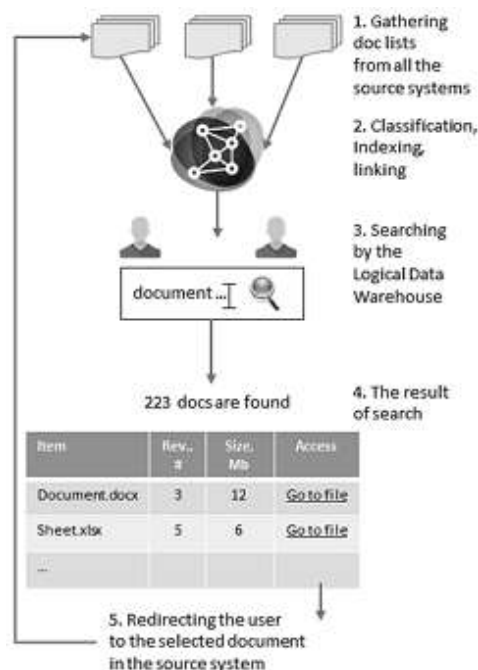 1. Gathering
doc lists
from all the
source systems
2. Classification,
Indexing,
linking
3. Searching
by the
Logical Data
Warehouse
document ...
223 docs are found
4. The result
of search
Item Rev., # Size, Mb Access
Document.docx 3 12 Go to file
Sheet.xlsx 5 6 Go to file
...
5. Redirecting the user
to the selected document
in the source system